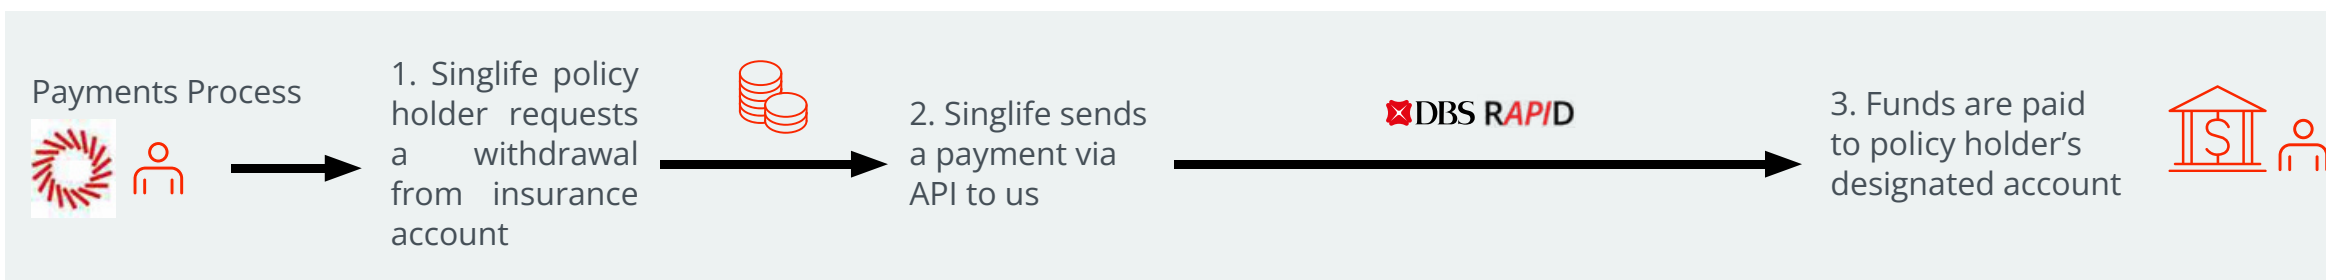 Payments Process
1. Singlife policy
holder requests
a withdrawal
from insurance
account
2. Singlife sends
a payment via
API to us
DBS RAPID
3. Funds are paid
to policy holder’s
designated account
$